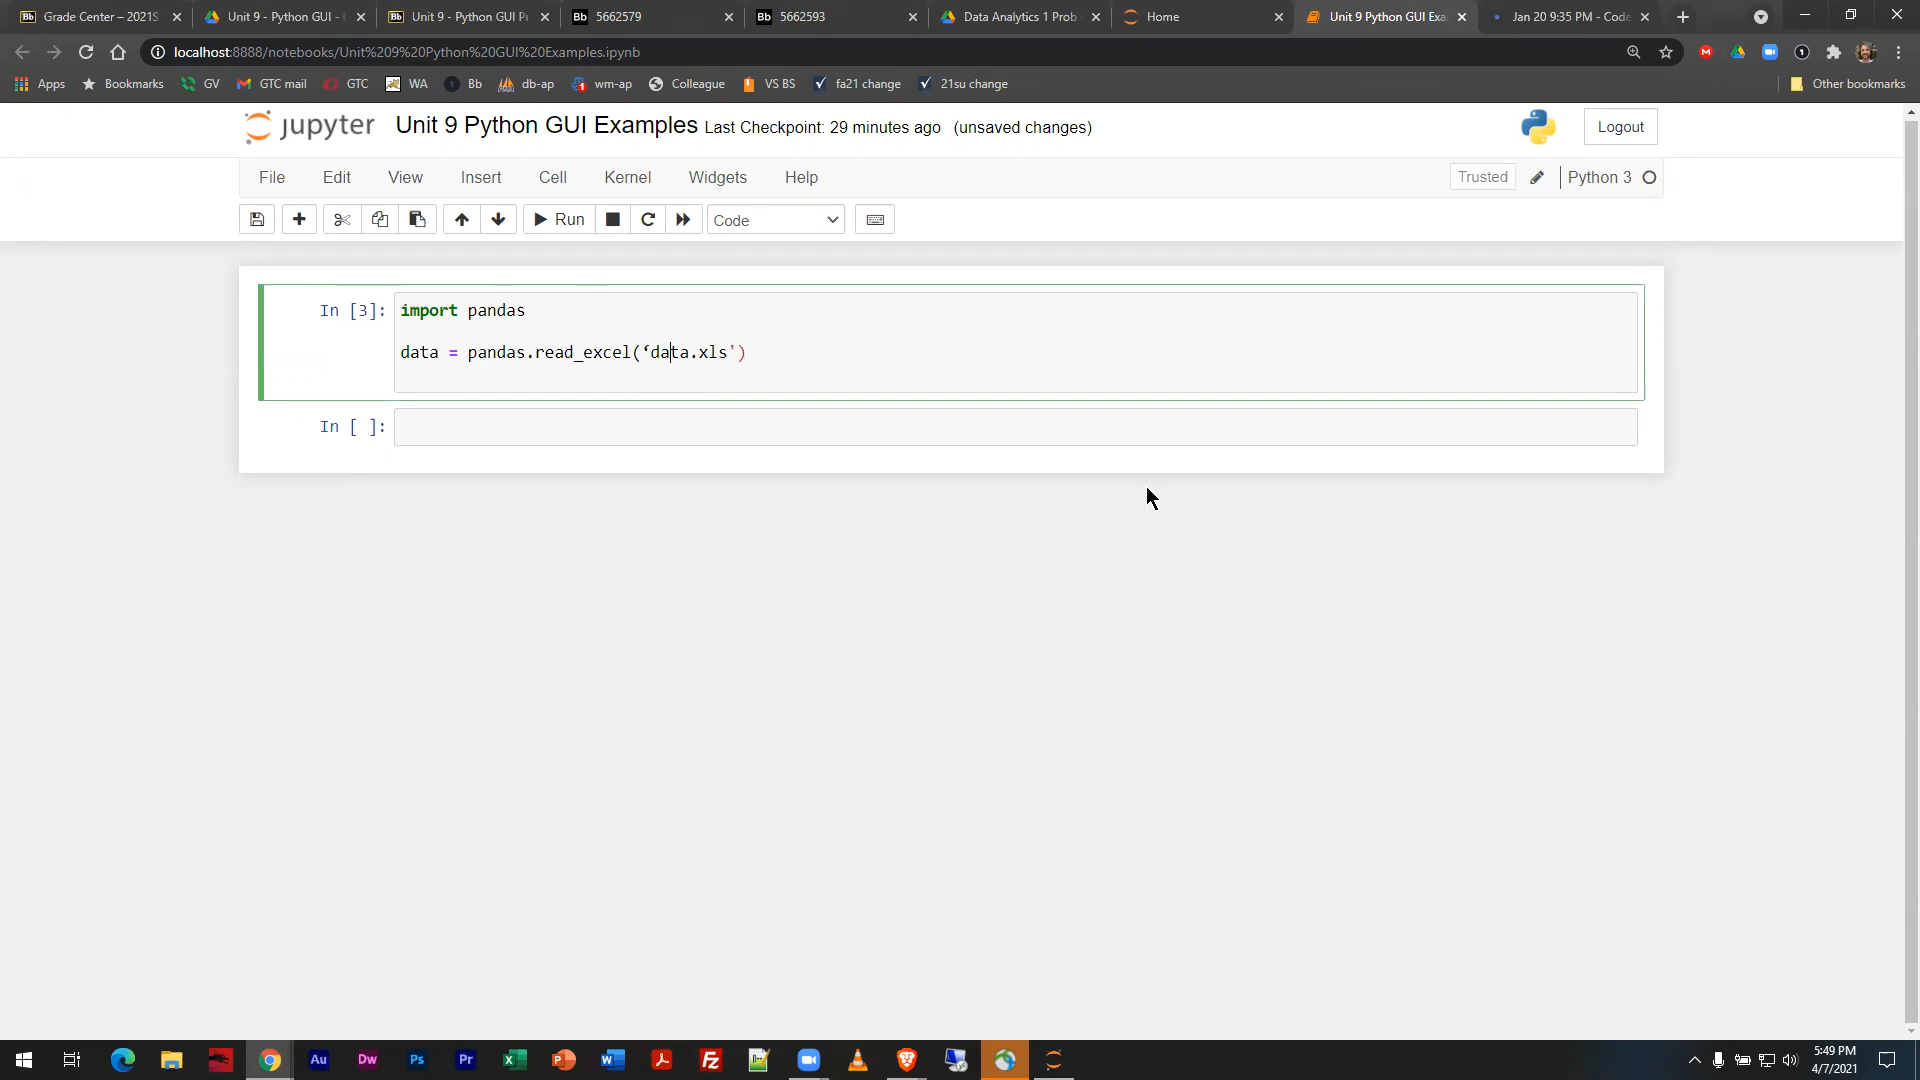 Grade Center – 2021S
Unit 9 - Python GUI -
Unit 9 - Python GUI P
5662579
5662593
Data Analytics 1 Prob
Home
Unit 9 Python GUI Exa
Jan 20 9:35 PM - Code
localhost:8888/notebooks/Unit%209%20Python%20GUI%20Examples.ipynb
Apps
Bookmarks
GV
GTC mail
GTC
WA
Bb
db-ap
wm-ap
Colleague
VS BS
fa21 change
21su change
Other bookmarks
jupyter
Unit 9 Python GUI Examples
Last Checkpoint: 29 minutes ago (unsaved changes)
Logout
File
Edit
View
Insert
Cell
Kernel
Widgets
Help
Trusted
Python 3
Run
Code
In [3]:
import pandas
data = pandas.read_excel(‘data.xls')
In [ ]:
Au
Dw
Ps
Pr
5:49 PM
4/7/2021